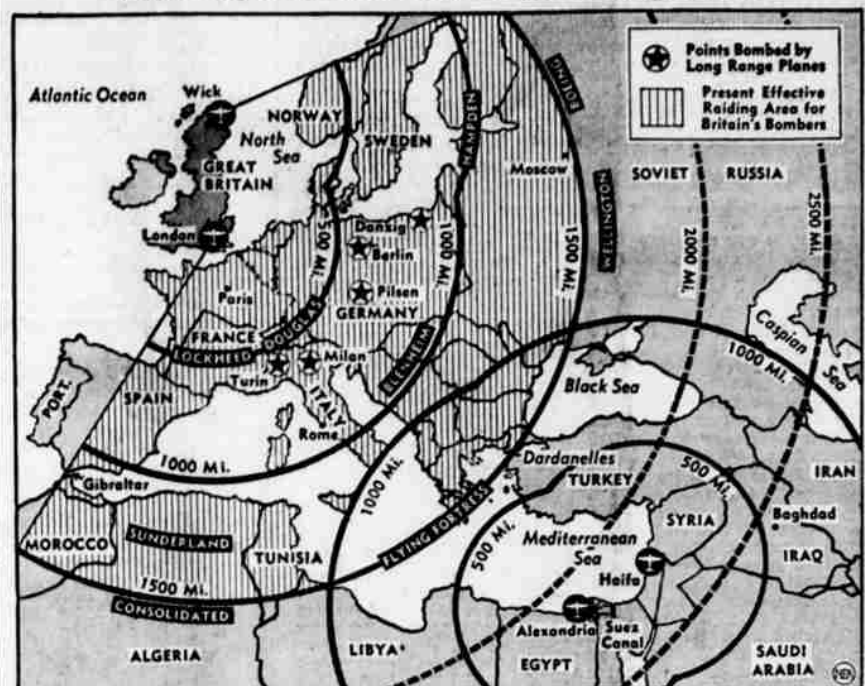 Points Bombed by
Long Range Planes
Present Effective
Raiding Area for
Britain's Bombers
Atlantic Ocean
Wick
NORWAY
North
Sea
SWEDEN
HAMPDEN
BOEING
Moscow
SOVIET
RUSSIA
GREAT
BRITAIN
WELLINGTON
London
500 Mi.
Danzig
Berlin
1000 Mi.
1500 Mi.
2000 Mi.
2500 Mi.
Paris
Pilsen
GERMANY
FRANCE
LOCKHEED
DOUGLAS
BLENHEIM
Caspian
Sea
1000 Mi.
Turin
Milan
ITALY
Rome
Black Sea
PORT.
SPAIN
1000 Mi.
1000 Mi.
Dardanelles
TURKEY
500 Mi.
IRAN
Gibraltar
FLYING FORTRESS
Baghdad
SYRIA
IRAQ
MOROCCO
SUNDERLAND
TUNISIA
500 Mi.
Mediterranean
Sea
Haifa
1500 Mi.
CONSOLIDATED
Alexandria
Suez
Canal
ALGERIA
LIBYA
EGYPT
SAUDI
ARABIA
NEA